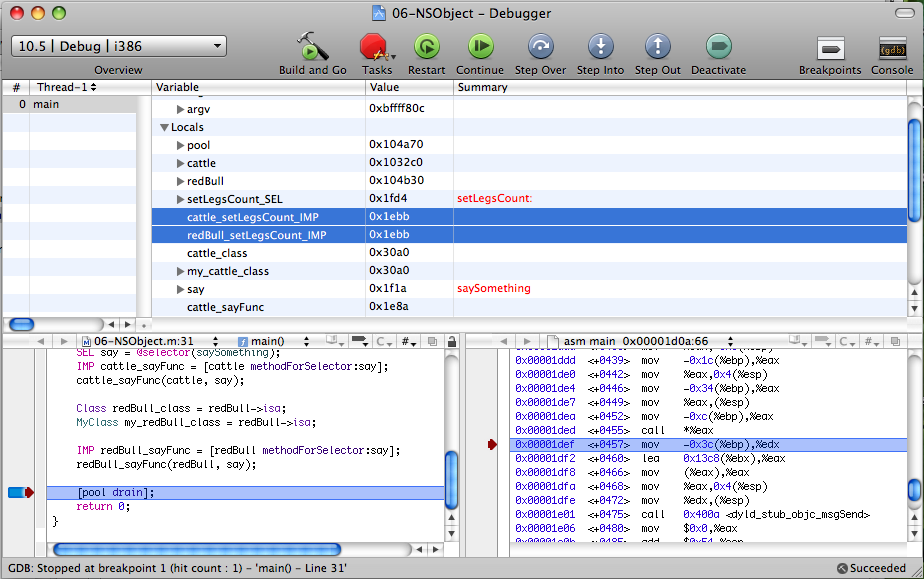 06-NSObject - Debugger
10.5 | Debug | i386
Overview
Build and Go
Tasks
Restart
Continue
Step Over
Step Into
Step Out
Deactivate
Breakpoints
(gdb)
Console
# Thread-1
Variable Value Summary
0 main
argv 0xbffff80c
Locals
pool 0x104a70
cattle 0x1032c0
redBull 0x104b30
setLegsCount_SEL 0x1fd4 setLegsCount:
cattle_setLegsCount_IMP 0x1ebb
redBull_setLegsCount_IMP 0x1ebb
cattle_class 0x30a0
my_cattle_class 0x30a0
say 0x1f1a saySomething
cattle_sayFunc 0x1e8a
06-NSObject.m:31 main() C #
SEL say = @selector(saySomething);
IMP cattle_sayFunc = [cattle methodForSelector:say];
cattle_sayFunc(cattle, say);
Class redBull_class = redBull->isa;
MyClass my_redBull_class = redBull->isa;
IMP redBull_sayFunc = [redBull methodForSelector:say];
redBull_sayFunc(redBull, say);
[pool drain];
return 0;
}
asm main 0x00001d0a:66 C #
0x00001ddd <+0439> mov -0x1c(%ebp),%eax
0x00001de0 <+0442> mov %eax,0x4(%esp)
0x00001de4 <+0446> mov -0x34(%ebp),%eax
0x00001de7 <+0449> mov %eax,(%esp)
0x00001dea <+0452> mov -0xc(%ebp),%eax
0x00001ded <+0455> call *%eax
0x00001def <+0457> mov -0x3c(%ebp),%edx
0x00001df2 <+0460> lea 0x13c8(%ebx),%eax
0x00001df8 <+0466> mov (%eax),%eax
0x00001dfa <+0468> mov %eax,0x4(%esp)
0x00001dfe <+0472> mov %edx,(%esp)
0x00001e01 <+0475> call 0x400a <dyld_stub_objc_msgSend>
0x00001e06 <+0480> mov $0x0,%eax
0x00001e0b <+0485> add $0x54,%esp
GDB: Stopped at breakpoint 1 (hit count : 1) - 'main() - Line 31'
Succeeded